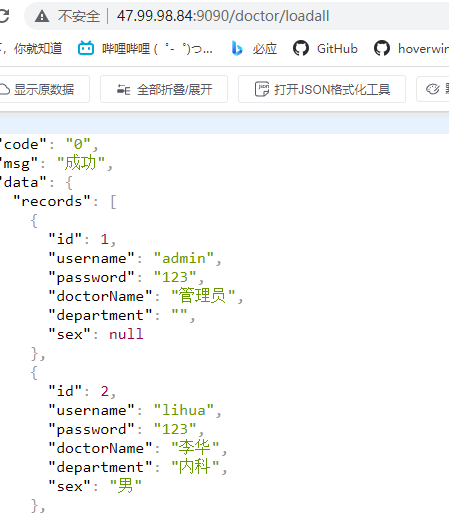 不安全 | 47.99.98.84:9090/doctor/loadall
你就知道 哔哩哔哩 (゜-゜)つ... 必应 GitHub hoverwin
显示原数据 全部折叠/展开 打开JSON格式化工具
"code": "0",
"msg": "成功",
"data": {
"records": [
{
"id": 1,
"username": "admin",
"password": "123",
"doctorName": "管理员",
"department": "",
"sex": null
},
{
"id": 2,
"username": "lihua",
"password": "123",
"doctorName": "李华",
"department": "内科",
"sex": "男"
},